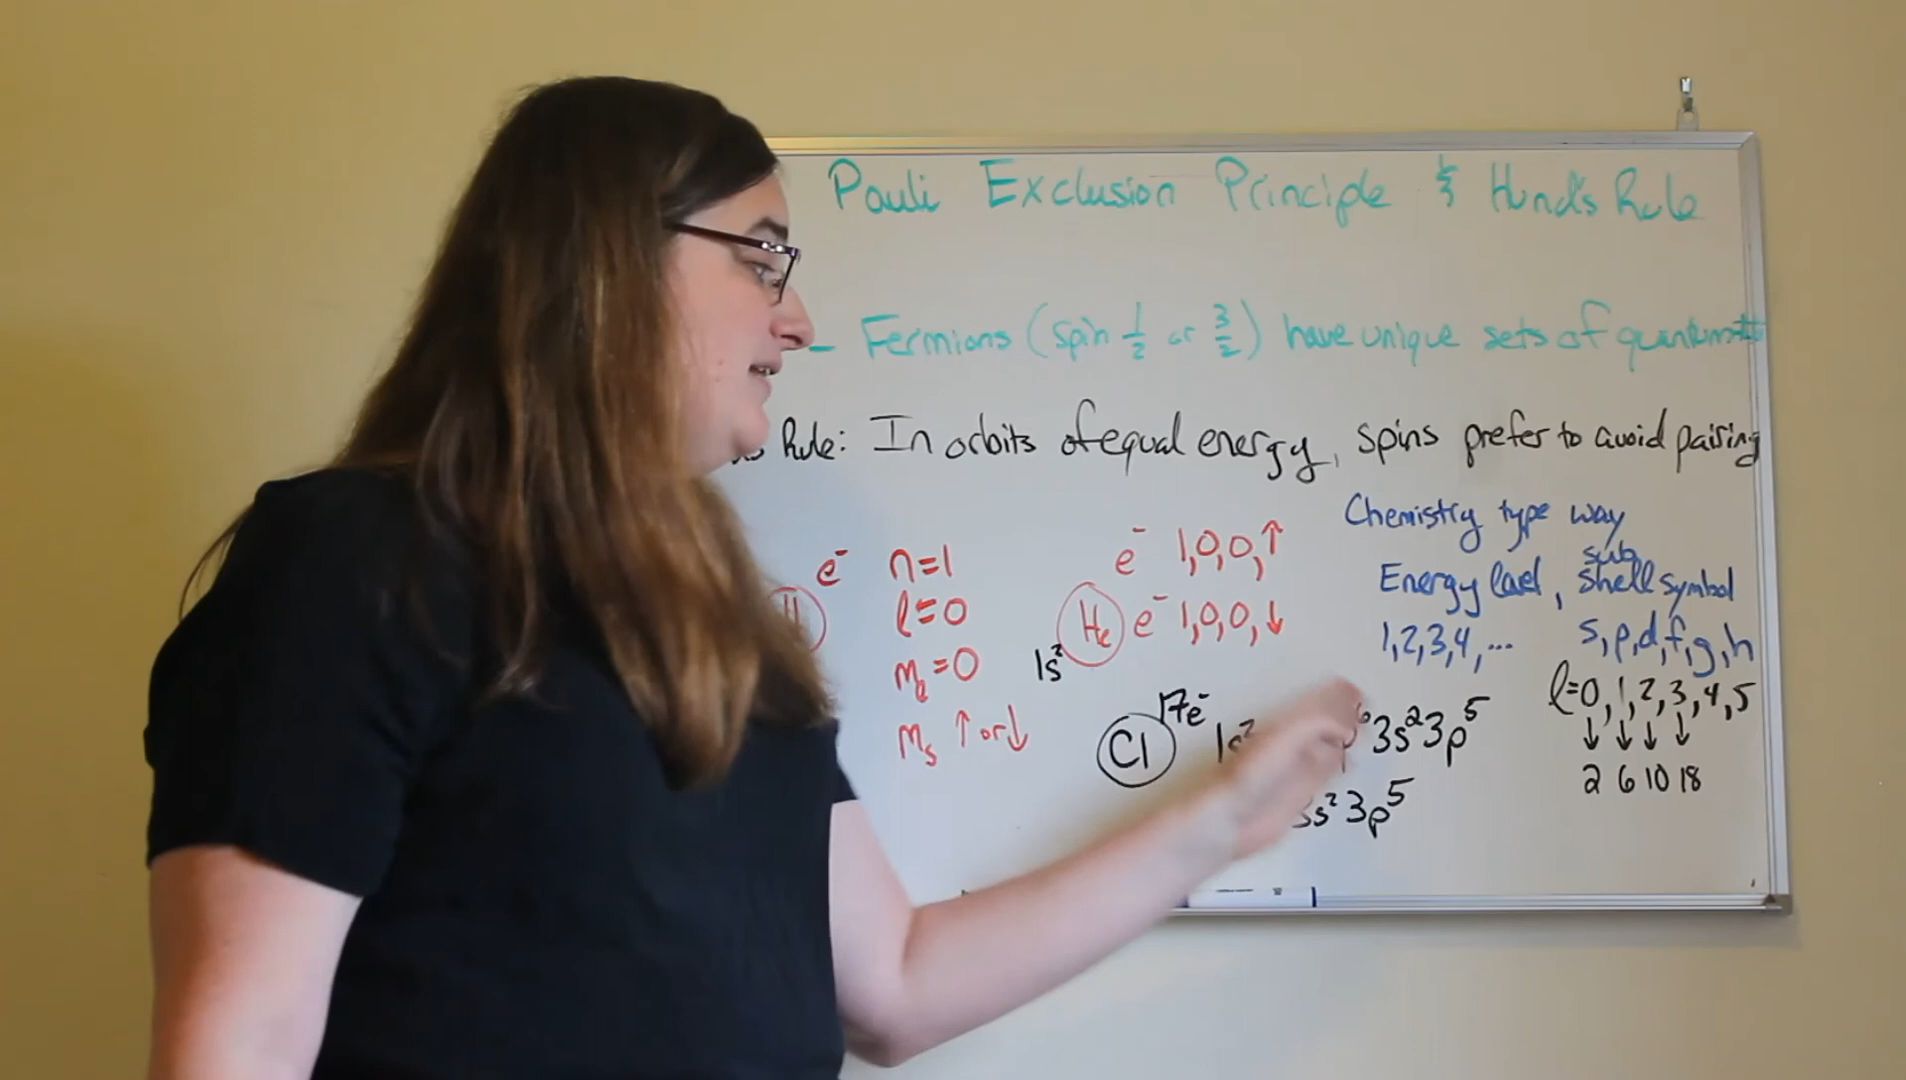 Pauli Exclusion Principle & Hund's Rule
– Fermions (spin 1/2 or 3/2) have unique sets of quantum #
Rule: In orbits of equal energy, spins prefer to avoid pairing
Chemistry type way
Energy level, subshell symbol
1,2,3,4,... s,p,d,f,g,h
l=0,1,2,3,4,5
↓ ↓ ↓ ↓
2 6 10 18
e⁻ n=1
H l=0
mₗ=0
mₛ ↑ or ↓
e⁻ 1,0,0,↑
He e⁻ 1,0,0,↓
1s²
Cl 17e⁻ 1s² 3s²3p⁵
3s²3p⁵